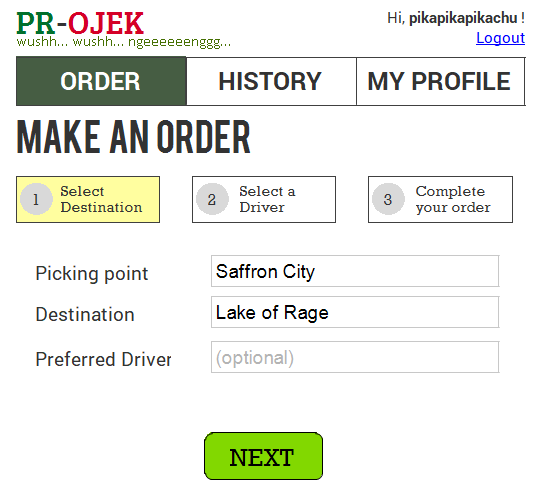 PR-OJEK
wushh... wushh... ngeeeeeenggg...
Hi, pikapikapikachu !
Logout
ORDER
HISTORY
MY PROFILE
MAKE AN ORDER
1
Select
Destination
2
Select a
Driver
3
Complete
your order
Picking point
Saffron City
Destination
Lake of Rage
Preferred Driver
(optional)
NEXT